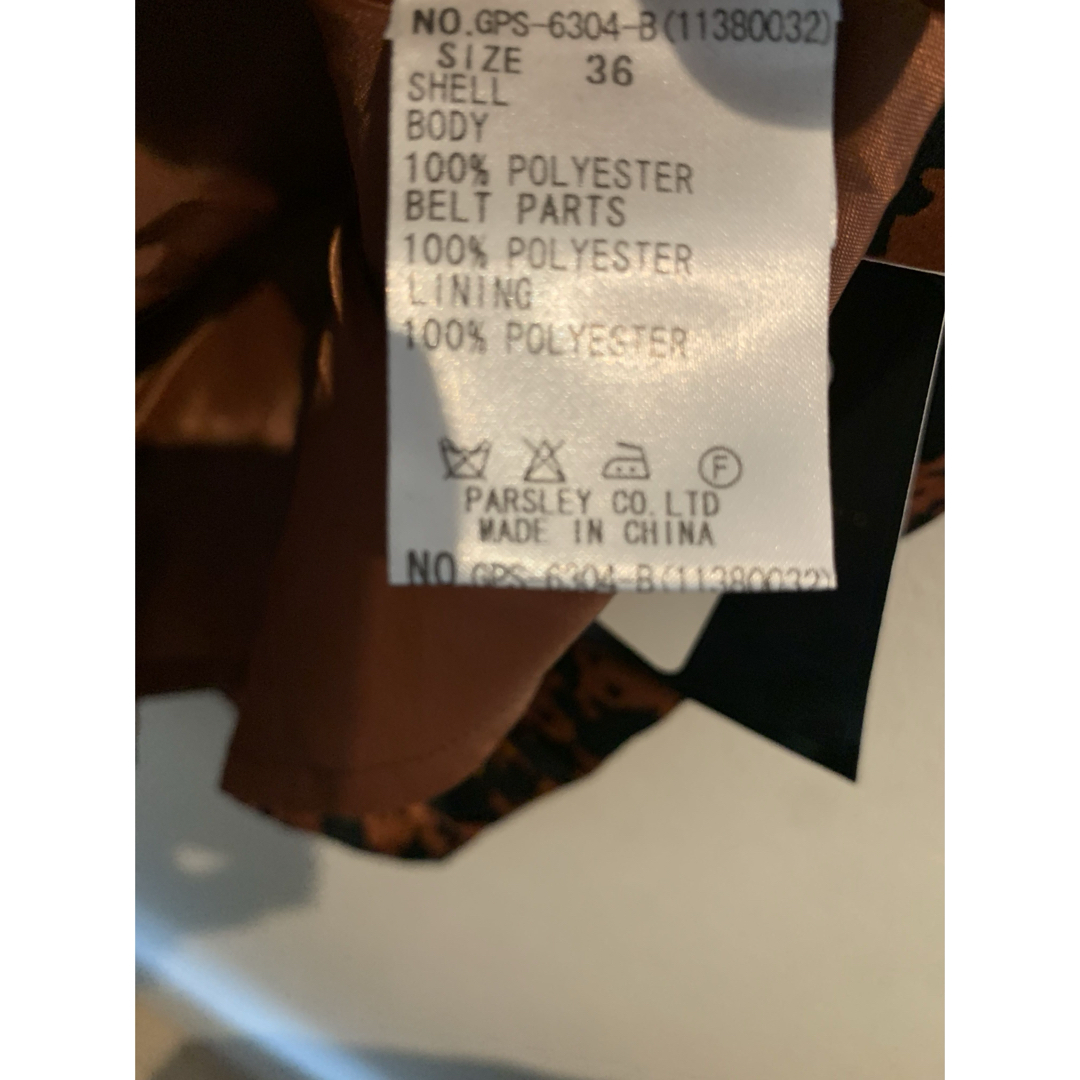 NO.GPS-6304-B(11380032)
SIZE 36
SHELL
BODY
100% POLYESTER
BELT PARTS
100% POLYESTER
LINING
100% POLYESTER
F
PARSLEY CO.LTD
MADE IN CHINA
NO.GPS-6304-B(11380032)